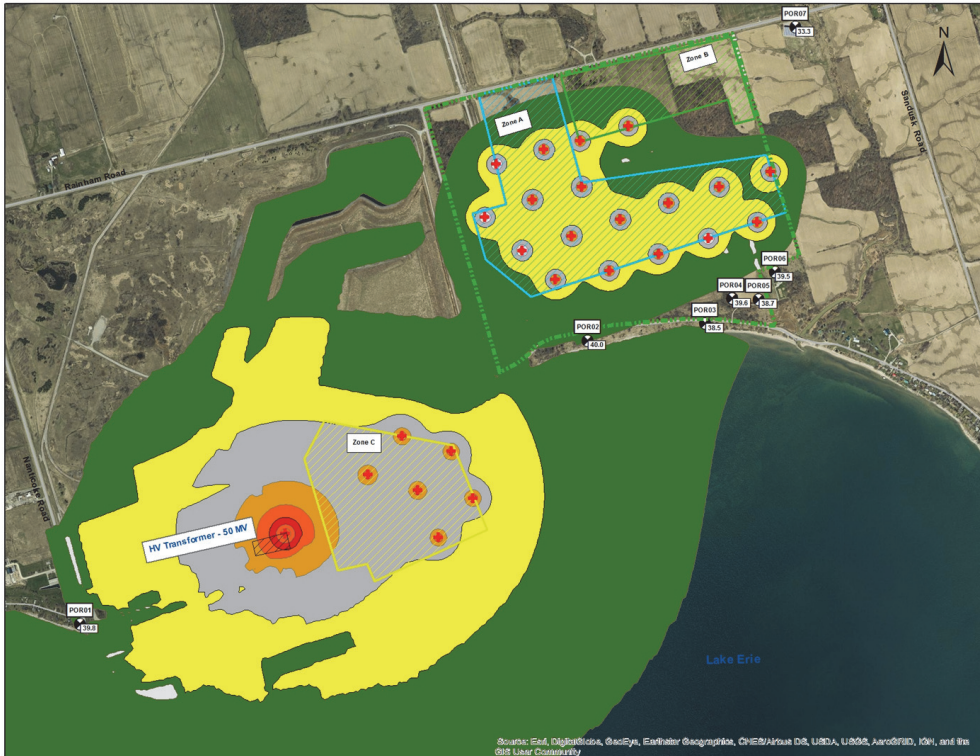 POR07
33.3
N
Zone B
Sandusk Road
Zone A
Rainham Road
POR06
39.5
POR04
39.6
POR05
38.7
POR03
38.5
POR02
40.0
Zone C
Nanticoke Road
HV Transformer - 50 MV
POR01
39.8
Lake Erie
Source: Esri, DigitalGlobe, GeoEye, Earthstar Geographics, CNES/Airbus DS, USDA, USGS, AeroGRID, IGN, and the
GIS User Community